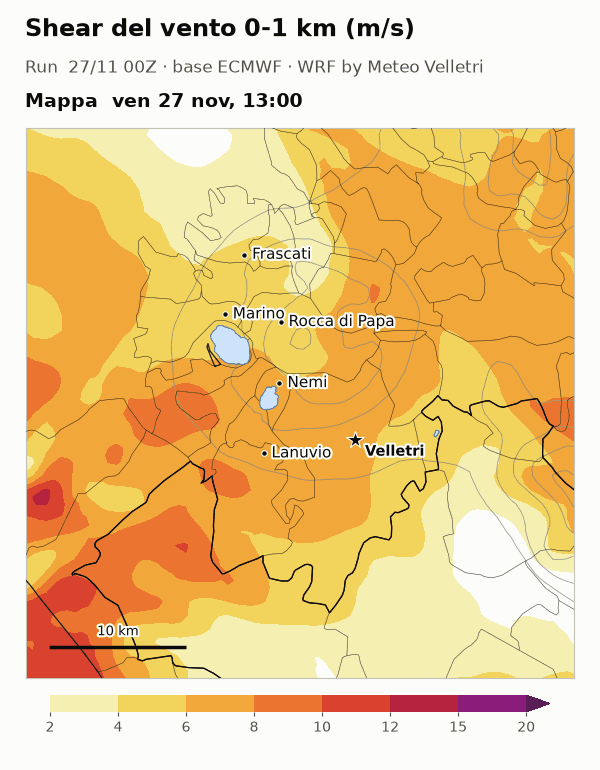 Shear del vento 0-1 km (m/s)
Run 27/11 00Z · base ECMWF · WRF by Meteo Velletri
Mappa ven 27 nov, 13:00
Frascati
Marino
Rocca di Papa
Nemi
Velletri
Lanuvio
10 km
2 4 6 8 10 12 15 20